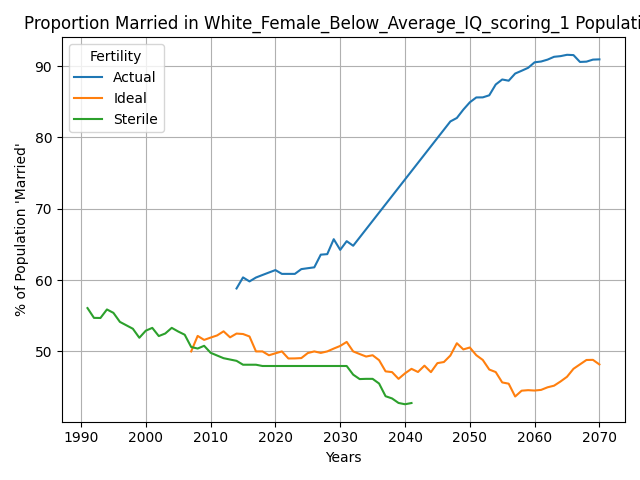 Proportion Married in White_Female_Below_Average_IQ_scoring_1 Populati
Fertility
Actual
Ideal
Sterile
% of Population 'Married'
90
80
70
60
50
1990 2000 2010 2020 2030 2040 2050 2060 2070
Years